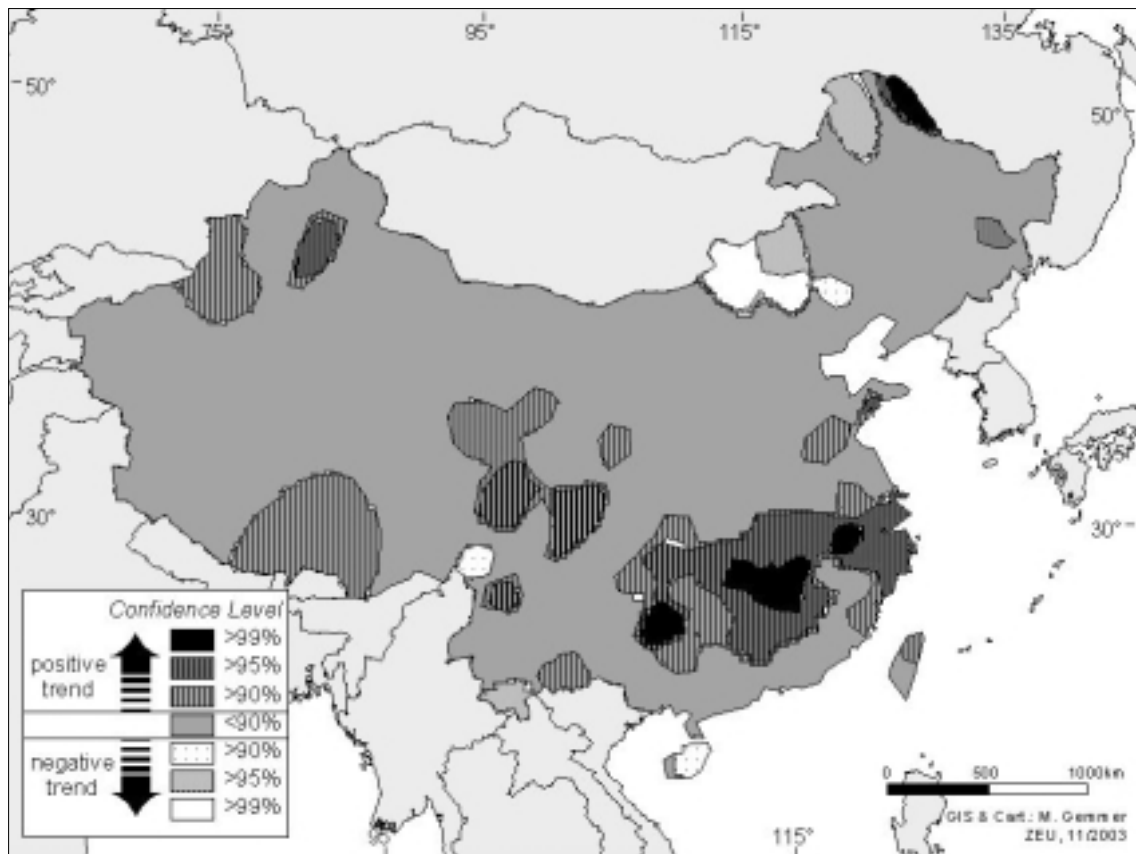 75° 95° 115° 135°
50° 50°
30° 30°
Confidence Level
positive
trend
>99%
>95%
>90%
<90%
negative
trend
>90%
>95%
>99%
95°
115°
0 500 1000km
GIS & Cart.: M. Gemmer
ZEU, 11/2003